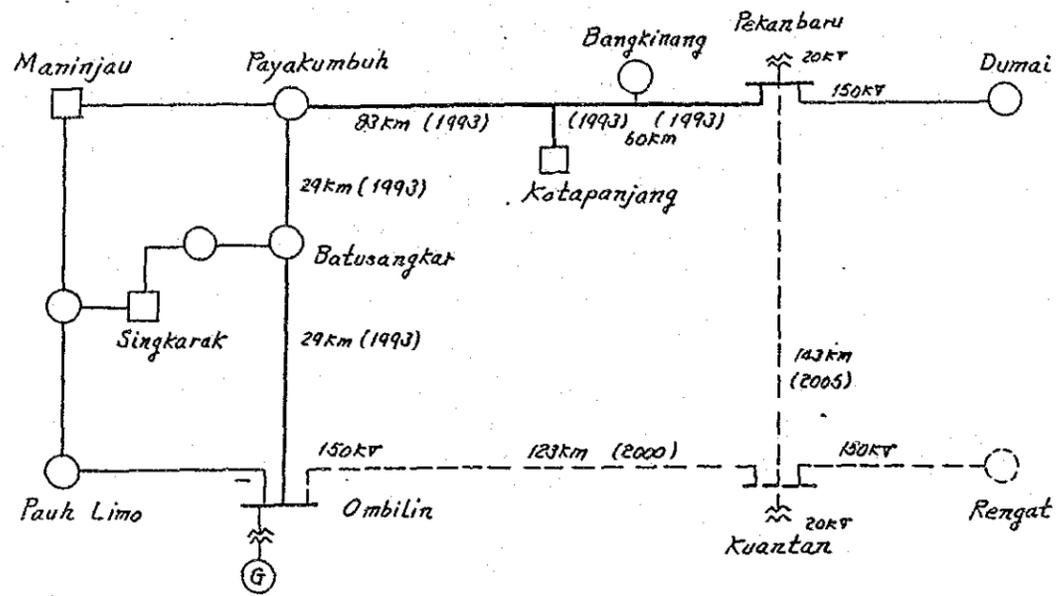 Pekanbaru
Bangkinang
20KV
Maninjau
Payakumbuh
Dumai
150KV
83km (1993)
(1993)
(1993)
60km
Kotapanjang
29km (1993)
Batusangkar
Singkarak
29km (1993)
143km
(2005)
150KV
123km (2000)
150KV
Pauh Limo
Ombilin
20KV
Rengat
Kuantan
G